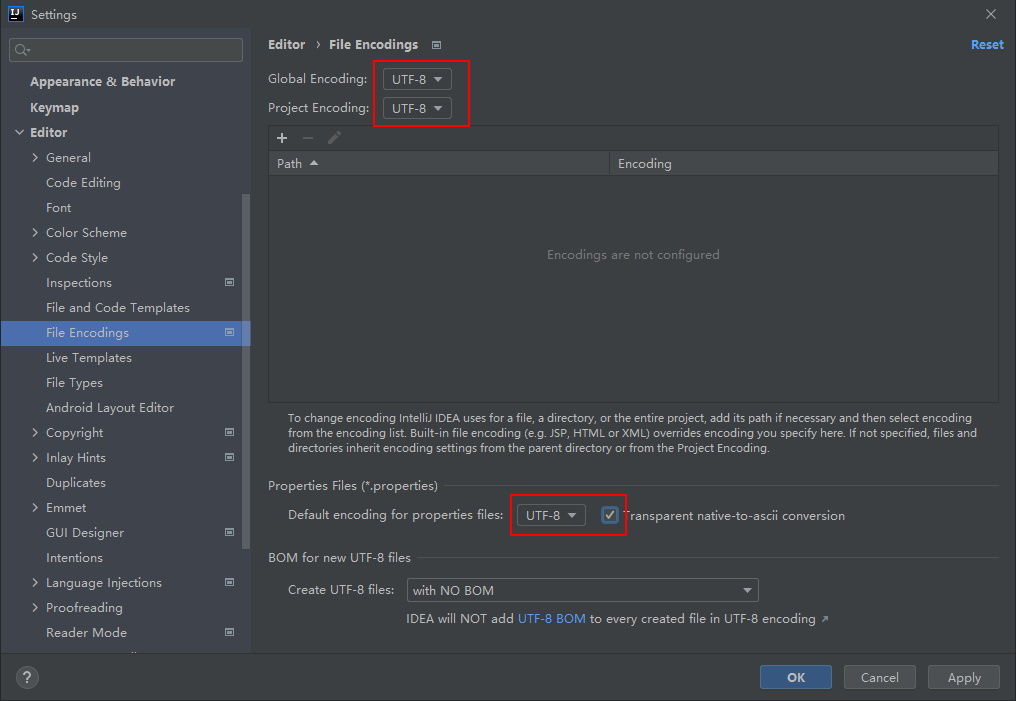 Settings
Appearance & Behavior
Keymap
Editor
General
Code Editing
Font
Color Scheme
Code Style
Inspections
File and Code Templates
File Encodings
Live Templates
File Types
Android Layout Editor
Copyright
Inlay Hints
Duplicates
Emmet
GUI Designer
Intentions
Language Injections
Proofreading
Reader Mode
Editor › File Encodings
Reset
Global Encoding: UTF-8
Project Encoding: UTF-8
Path Encoding
Encodings are not configured
To change encoding IntelliJ IDEA uses for a file, a directory, or the entire project, add its path if necessary and then select encoding
from the encoding list. Built-in file encoding (e.g. JSP, HTML or XML) overrides encoding you specify here. If not specified, files and
directories inherit encoding settings from the parent directory or from the Project Encoding.
Properties Files (*.properties)
Default encoding for properties files: UTF-8 Transparent native-to-ascii conversion
BOM for new UTF-8 files
Create UTF-8 files: with NO BOM
IDEA will NOT add UTF-8 BOM to every created file in UTF-8 encoding ↗
? OK Cancel Apply